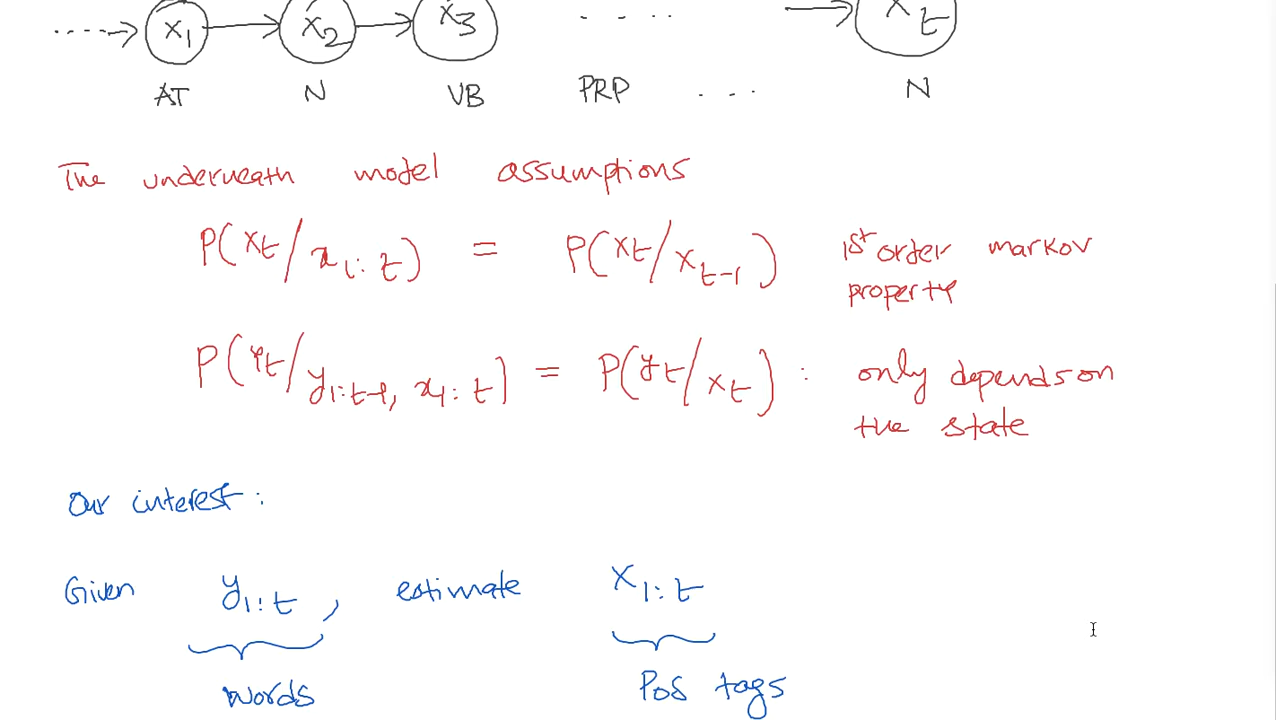 x1 x2 x3 - - .. xt
AT N VB PRP ... N
The underneath model assumptions
P(xt/x1:t) = P(xt/xt-1) 1st order markov
property
P(yt/y1:t-1, x1:t) = P(yt/xt) : only depends on
the state
Our interest :
Given y1:t , estimate x1:t
words Pos tags